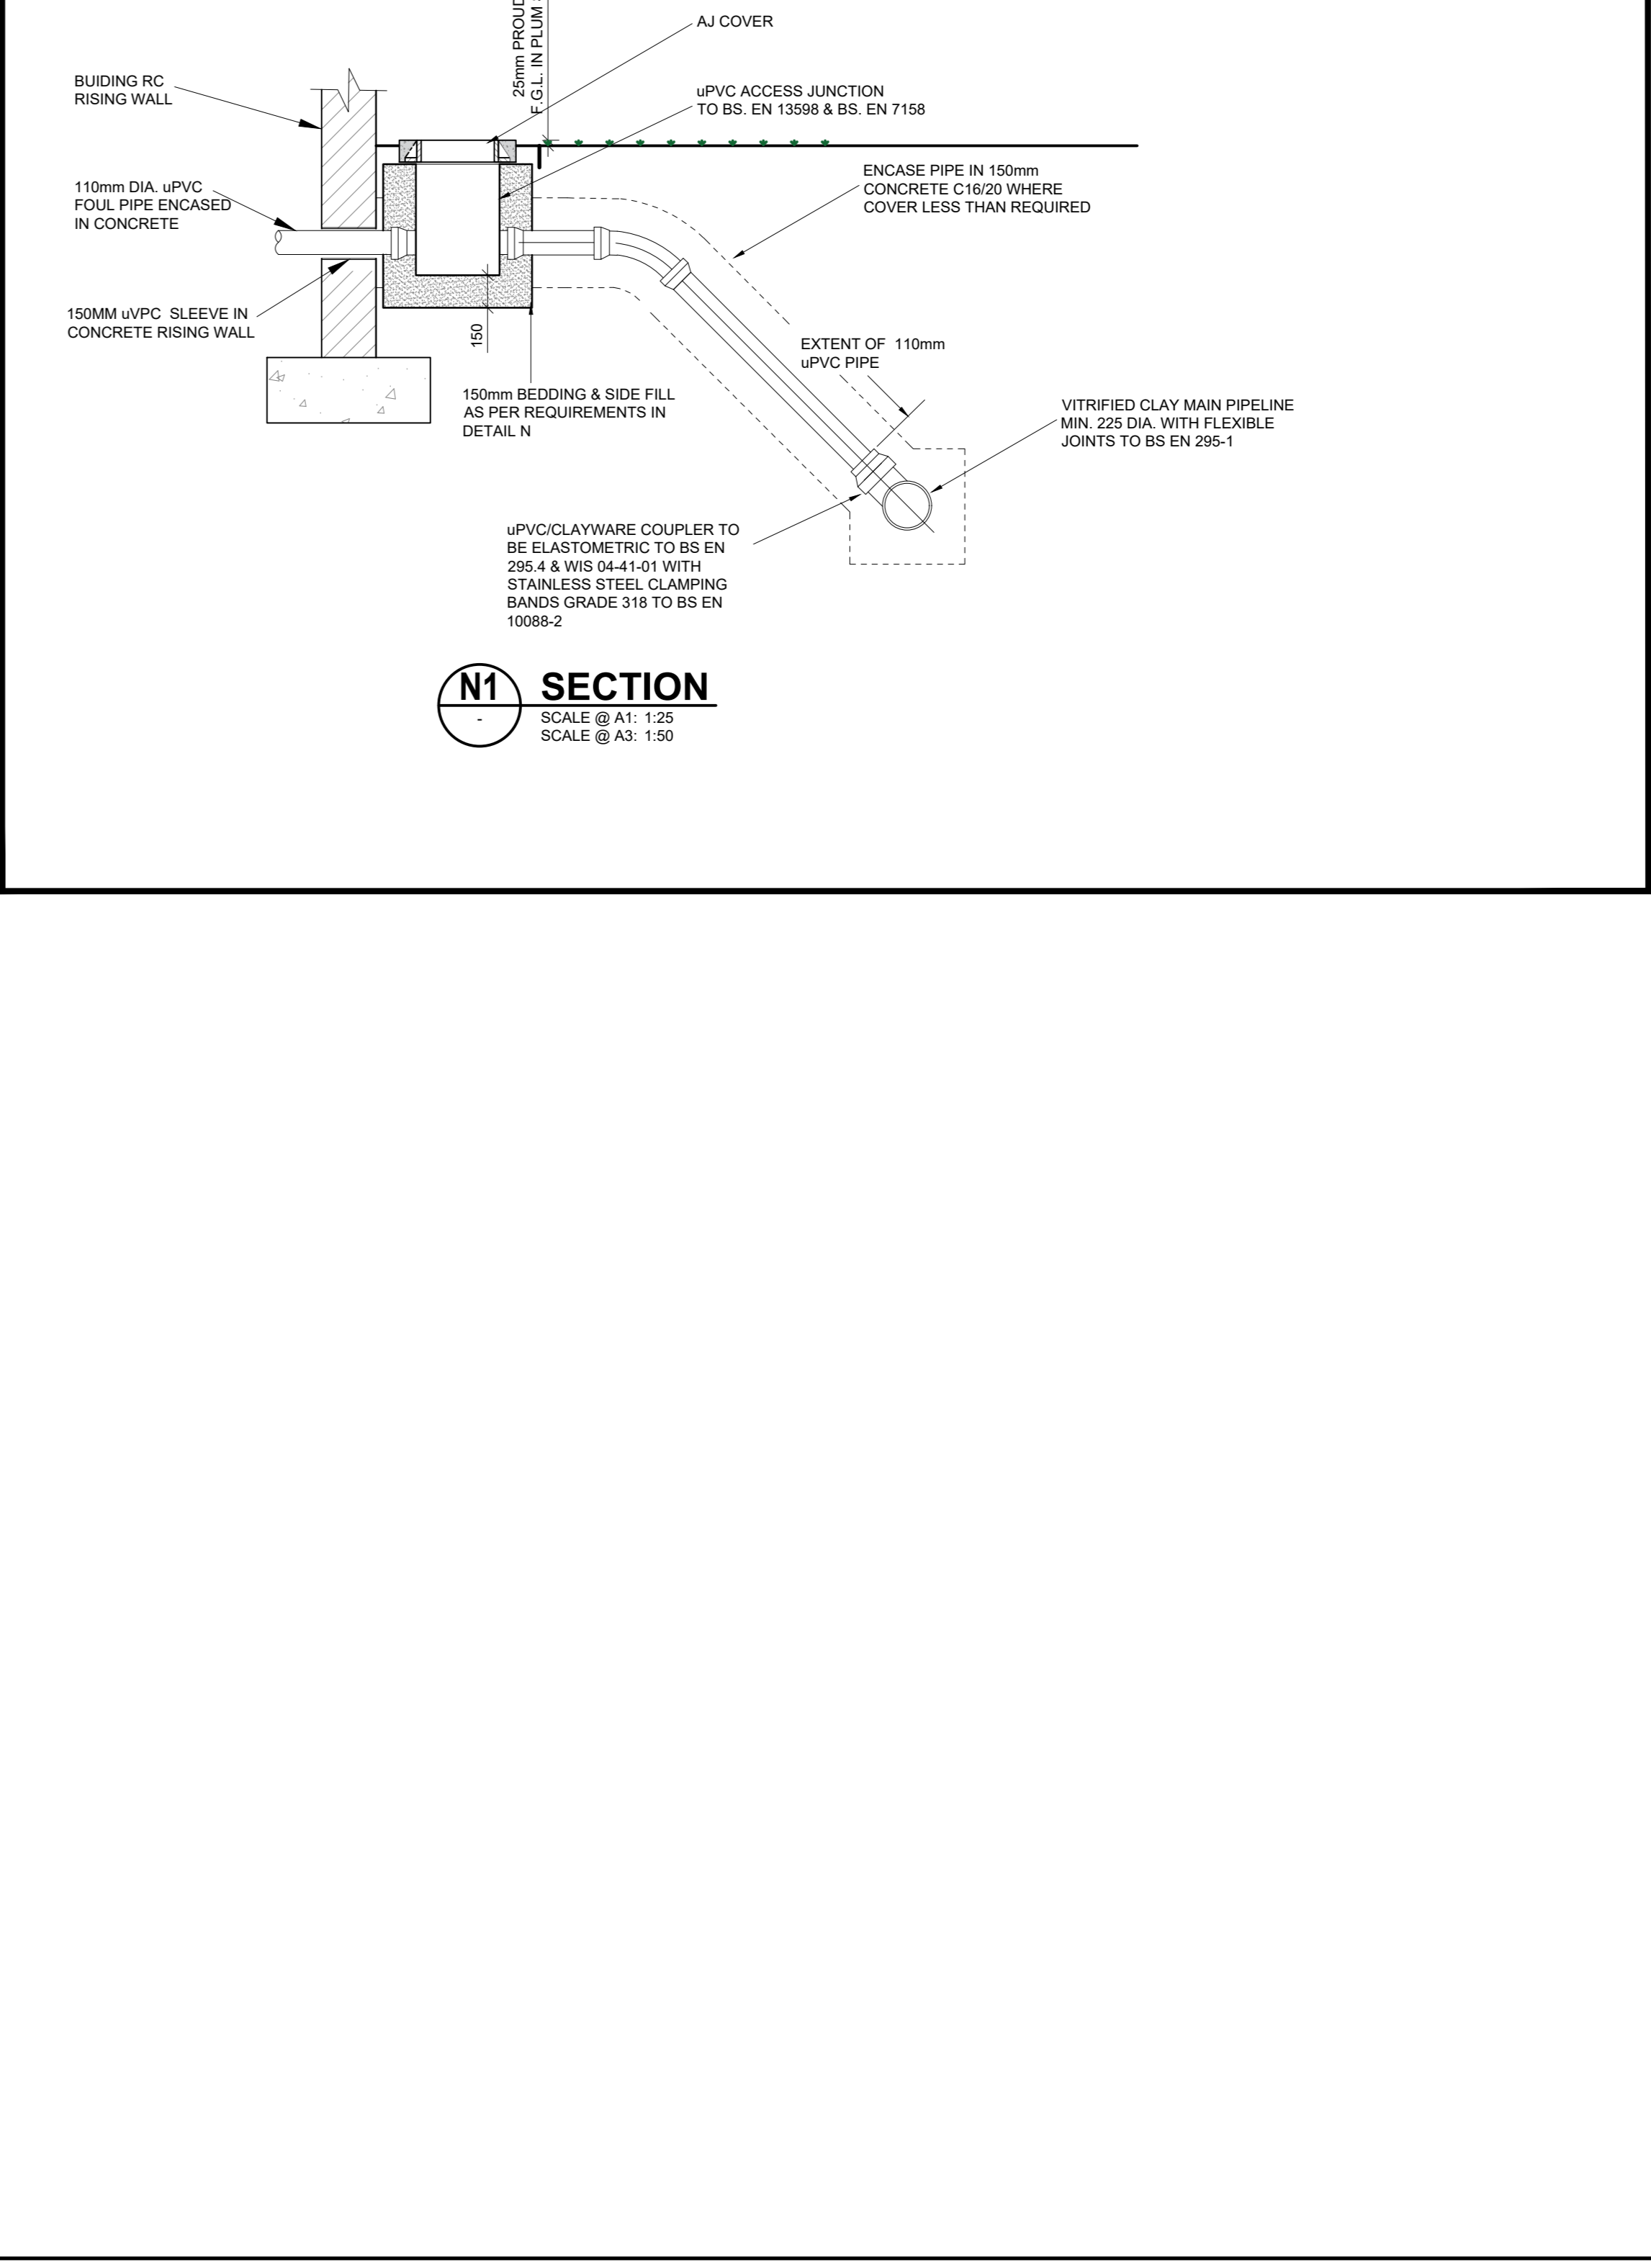 25mm PROUD
F.G.L. IN PLUM
AJ COVER
BUIDING RC
RISING WALL
uPVC ACCESS JUNCTION
TO BS. EN 13598 & BS. EN 7158
110mm DIA. uPVC
FOUL PIPE ENCASED
IN CONCRETE
ENCASE PIPE IN 150mm
CONCRETE C16/20 WHERE
COVER LESS THAN REQUIRED
150MM uVPC SLEEVE IN
CONCRETE RISING WALL
150
EXTENT OF 110mm
uPVC PIPE
150mm BEDDING & SIDE FILL
AS PER REQUIREMENTS IN
DETAIL N
VITRIFIED CLAY MAIN PIPELINE
MIN. 225 DIA. WITH FLEXIBLE
JOINTS TO BS EN 295-1
uPVC/CLAYWARE COUPLER TO
BE ELASTOMETRIC TO BS EN
295.4 & WIS 04-41-01 WITH
STAINLESS STEEL CLAMPING
BANDS GRADE 318 TO BS EN
10088-2
N1
-
SECTION
SCALE @ A1: 1:25
SCALE @ A3: 1:50